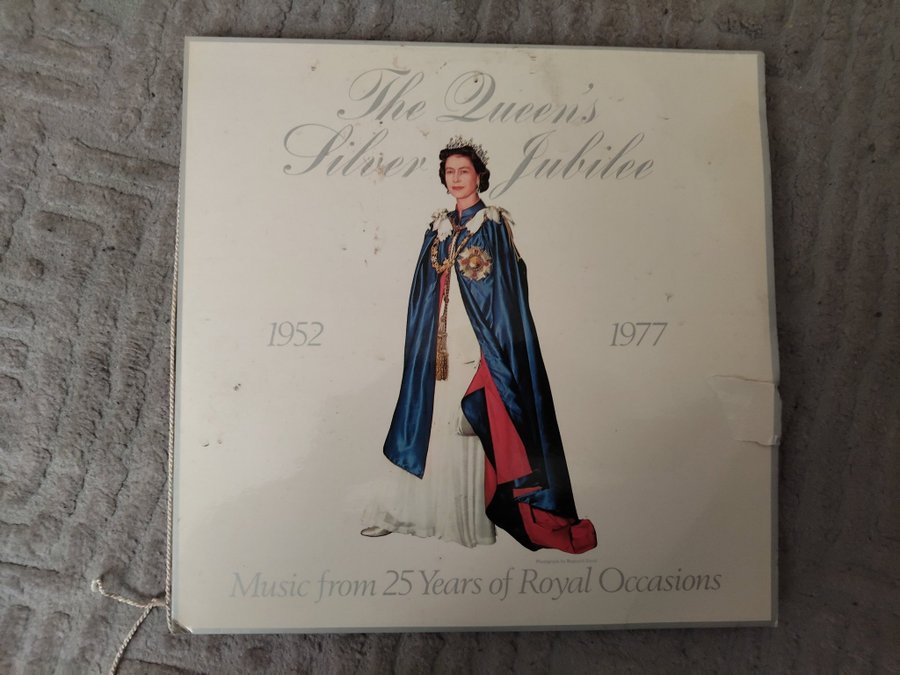 The Queen's
Silver Jubilee
1952 1977
Music from 25 Years of Royal Occasions